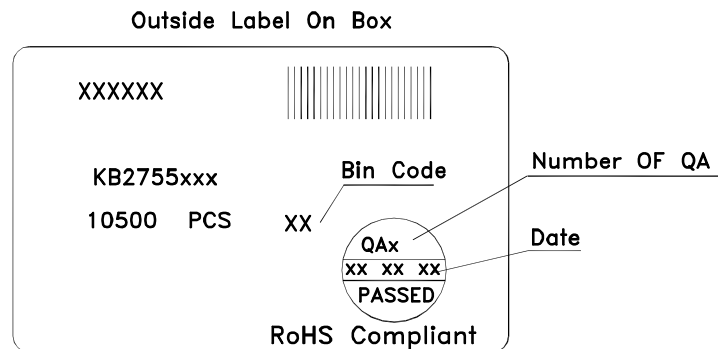 Outside Label On Box
XXXXXX
KB2755xxx
Bin Code
Number OF QA
10500 PCS
XX
QAx
Date
xx xx xx
PASSED
RoHS Compliant